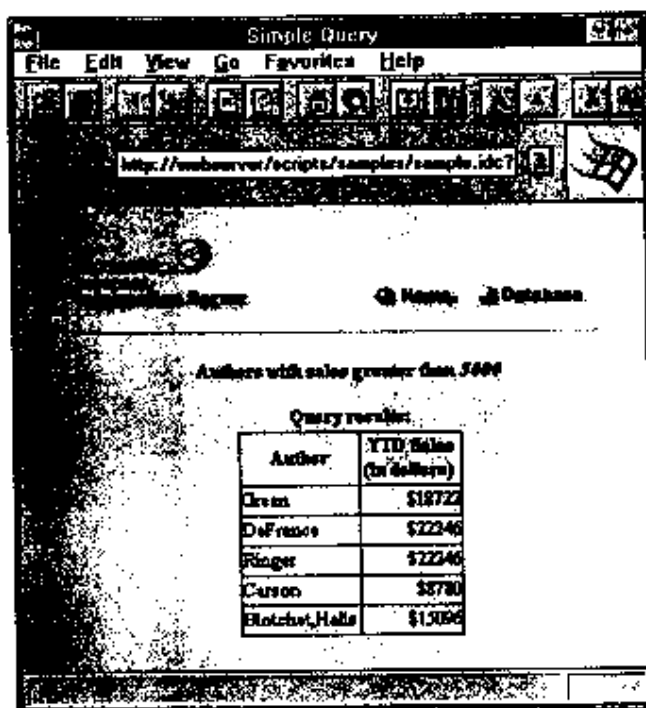 Simple Query
File Edit View Go Favorites Help
http://webserver/scripts/samples/sample.idc?
Home Database
Authors with sales greater than 5000
Query results:
Author YTD Sales
(in dollars)
Green $18722
DeFrance $22246
Ringer $22246
Carson $8780
Blotchet,Halls $15096